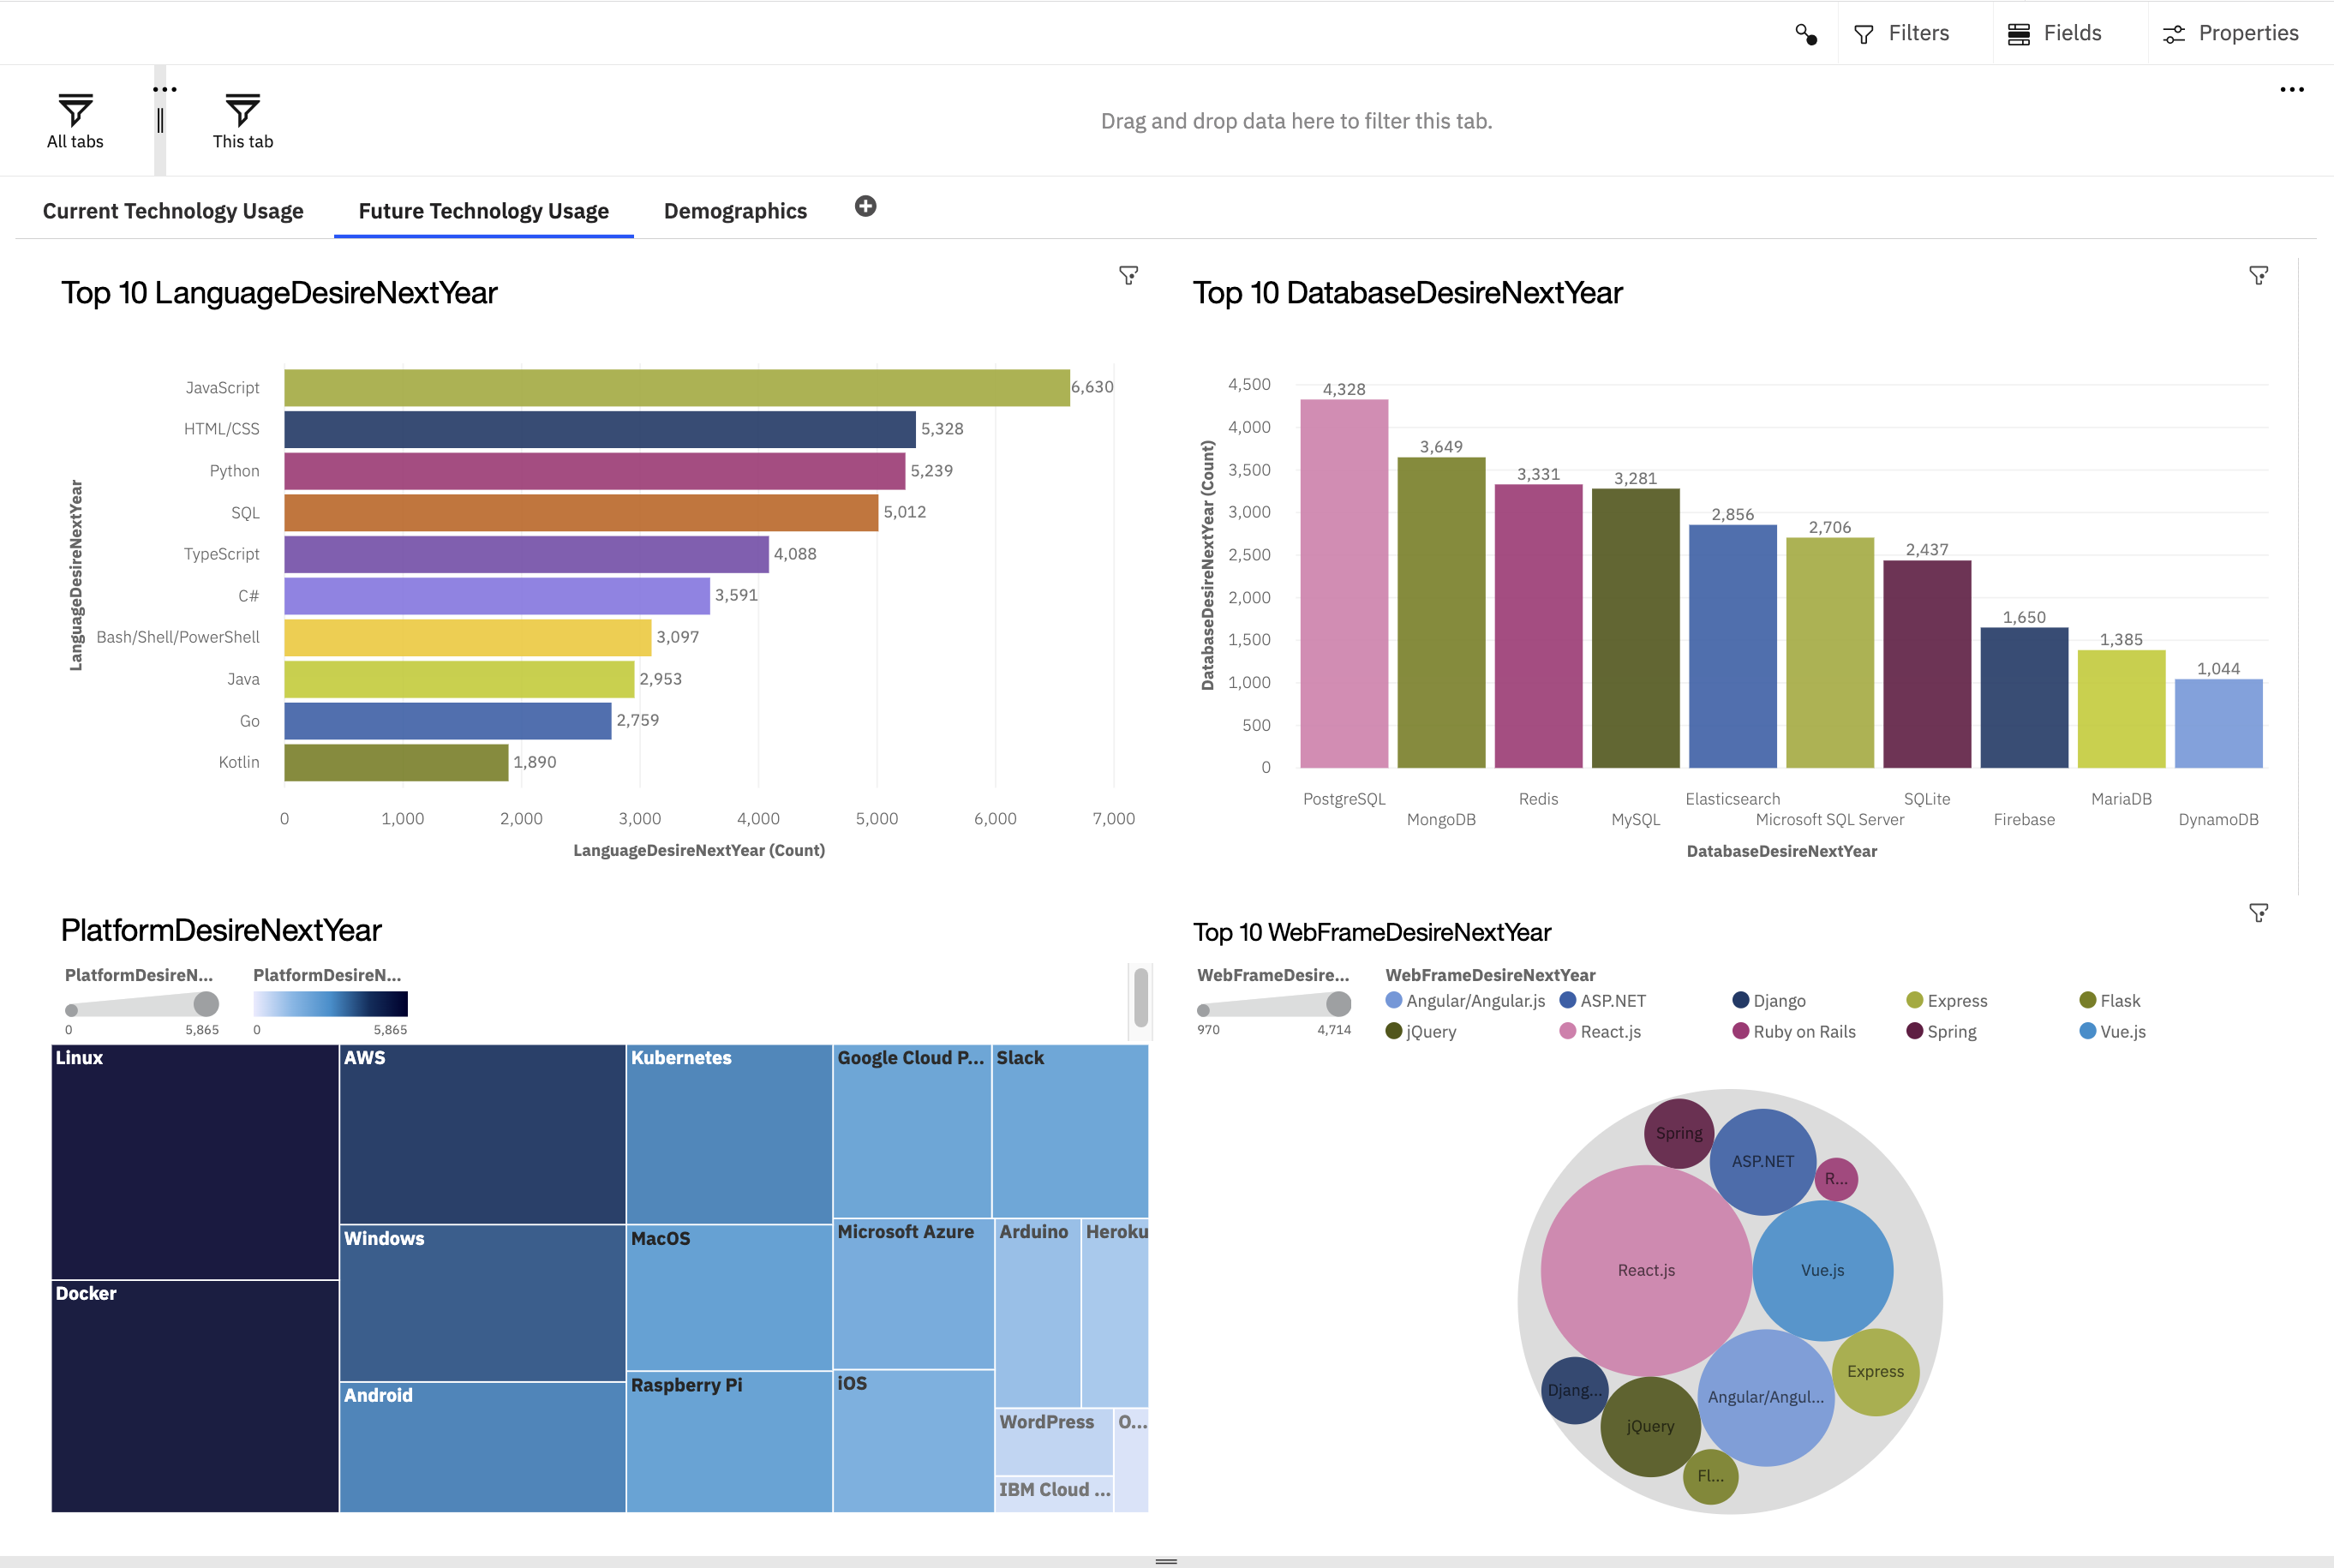 Filters
Fields
Properties
All tabs
This tab
Drag and drop data here to filter this tab.
Current Technology Usage
Future Technology Usage
Demographics
Top 10 LanguageDesireNextYear
LanguageDesireNextYear
JavaScript
6,630
HTML/CSS
5,328
Python
5,239
SQL
5,012
TypeScript
4,088
C#
3,591
Bash/Shell/PowerShell
3,097
Java
2,953
Go
2,759
Kotlin
1,890
0 1,000 2,000 3,000 4,000 5,000 6,000 7,000
LanguageDesireNextYear (Count)
Top 10 DatabaseDesireNextYear
DatabaseDesireNextYear (Count)
4,500
4,000
3,500
3,000
2,500
2,000
1,500
1,000
500
0
4,328
3,649
3,331
3,281
2,856
2,706
2,437
1,650
1,385
1,044
PostgreSQL
MongoDB
Redis
MySQL
Elasticsearch
Microsoft SQL Server
SQLite
Firebase
MariaDB
DynamoDB
DatabaseDesireNextYear
PlatformDesireNextYear
PlatformDesireN...
0 5,865
PlatformDesireN...
0 5,865
Linux
Docker
AWS
Windows
Android
Kubernetes
MacOS
Raspberry Pi
Google Cloud P...
Slack
Microsoft Azure
iOS
Arduino
Heroku
WordPress
O...
IBM Cloud ...
Top 10 WebFrameDesireNextYear
WebFrameDesire...
970 4,714
WebFrameDesireNextYear
Angular/Angular.js
ASP.NET
Django
Express
Flask
jQuery
React.js
Ruby on Rails
Spring
Vue.js
Spring
ASP.NET
R...
React.js
Vue.js
Express
Djang...
Angular/Angul...
jQuery
Fl...